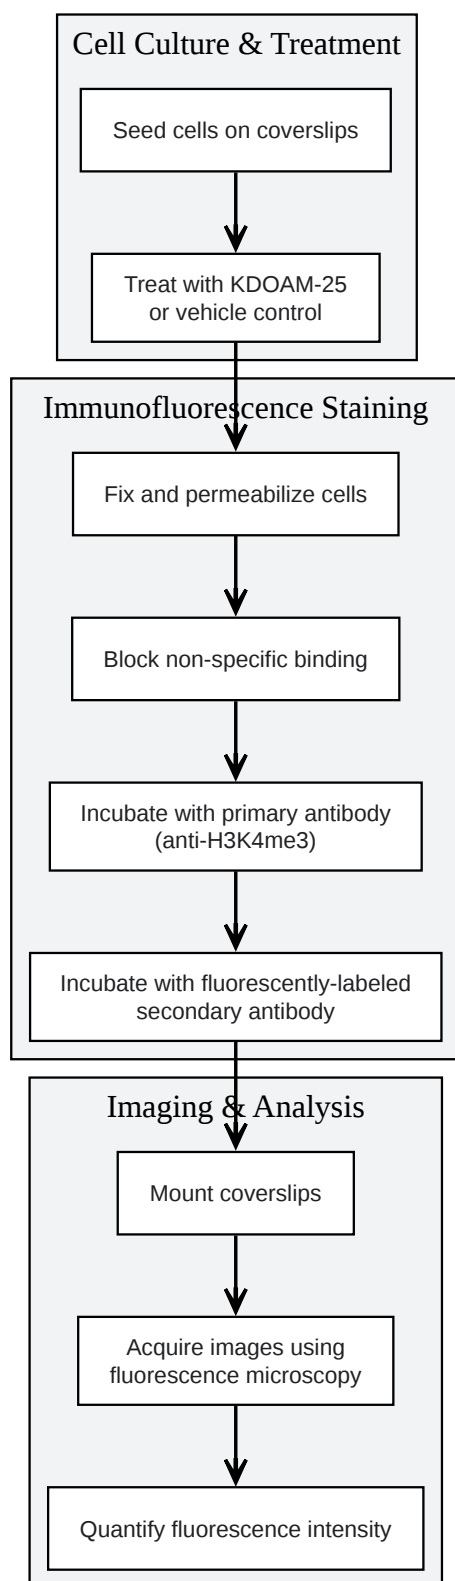 Cell Culture & Treatment
Seed cells on coverslips
Treat with KDOAM-25
or vehicle control
Immunofluorescence Staining
Fix and permeabilize cells
Block non-specific binding
Incubate with primary antibody
(anti-H3K4me3)
Incubate with fluorescently-labeled
secondary antibody
Imaging & Analysis
Mount coverslips
Acquire images using
fluorescence microscopy
Quantify fluorescence intensity